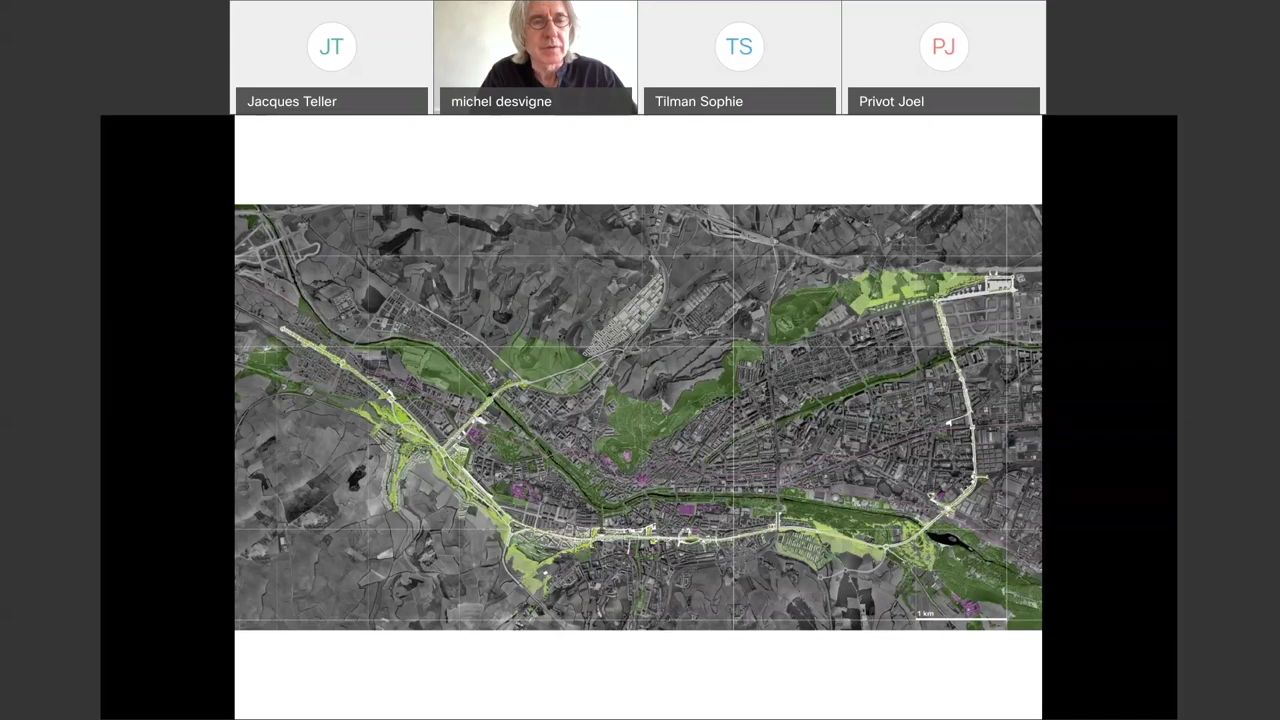 JT
TS
PJ
Jacques Teller
michel desvigne
Tilman Sophie
Privot Joel
1 km